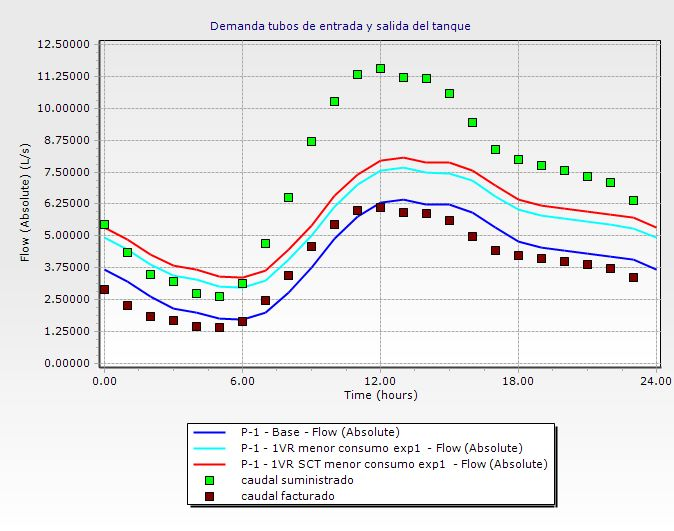 Demanda tubos de entrada y salida del tanque
12.50000
11.25000
10.00000
8.75000
7.50000
6.25000
5.00000
3.75000
2.50000
1.25000
0.00000
Flow (Absolute) (L/s)
0.00 6.00 12.00 18.00 24.00
Time (hours)
P-1 - Base - Flow (Absolute)
P-1 - 1VR menor consumo exp1  - Flow (Absolute)
P-1 - 1VR SCT menor consumo exp1  - Flow (Absolute)
caudal suministrado
caudal facturado